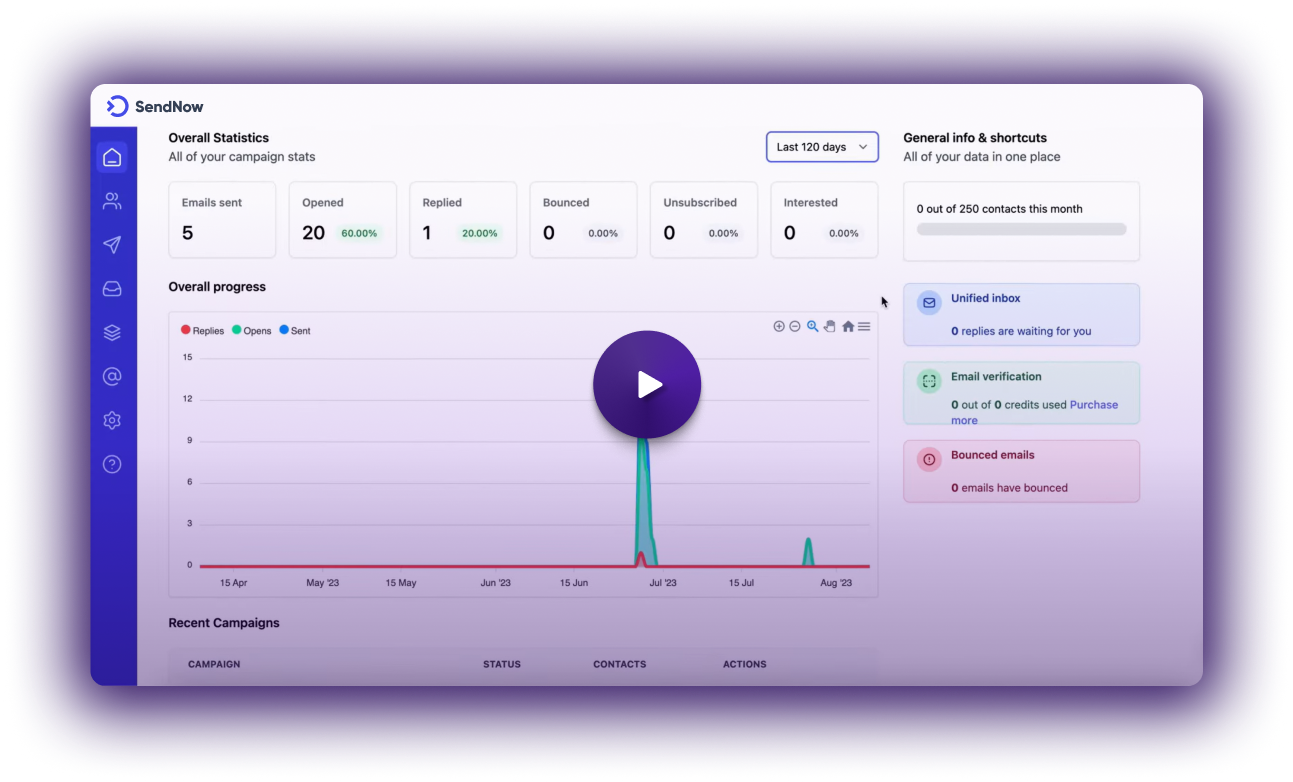 SendNow
Overall Statistics
All of your campaign stats
Last 120 days
General info & shortcuts
All of your data in one place
Emails sent
5
Opened
20 60.00%
Replied
1 20.00%
Bounced
0 0.00%
Unsubscribed
0 0.00%
Interested
0 0.00%
0 out of 250 contacts this month
Overall progress
Replies Opens Sent
15
12
9
6
3
0
15 Apr May '23 15 May Jun '23 15 Jun Jul '23 15 Jul Aug '23
Unified inbox
0 replies are waiting for you
Email verification
0 out of 0 credits used Purchase
more
Bounced emails
0 emails have bounced
Recent Campaigns
CAMPAIGN STATUS CONTACTS ACTIONS